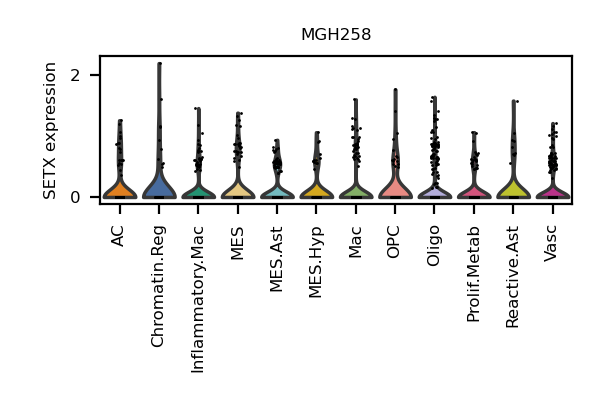 MGH258
SETX expression
2
0
AC
Chromatin.Reg
Inflammatory.Mac
MES
MES.Ast
MES.Hyp
Mac
OPC
Oligo
Prolif.Metab
Reactive.Ast
Vasc